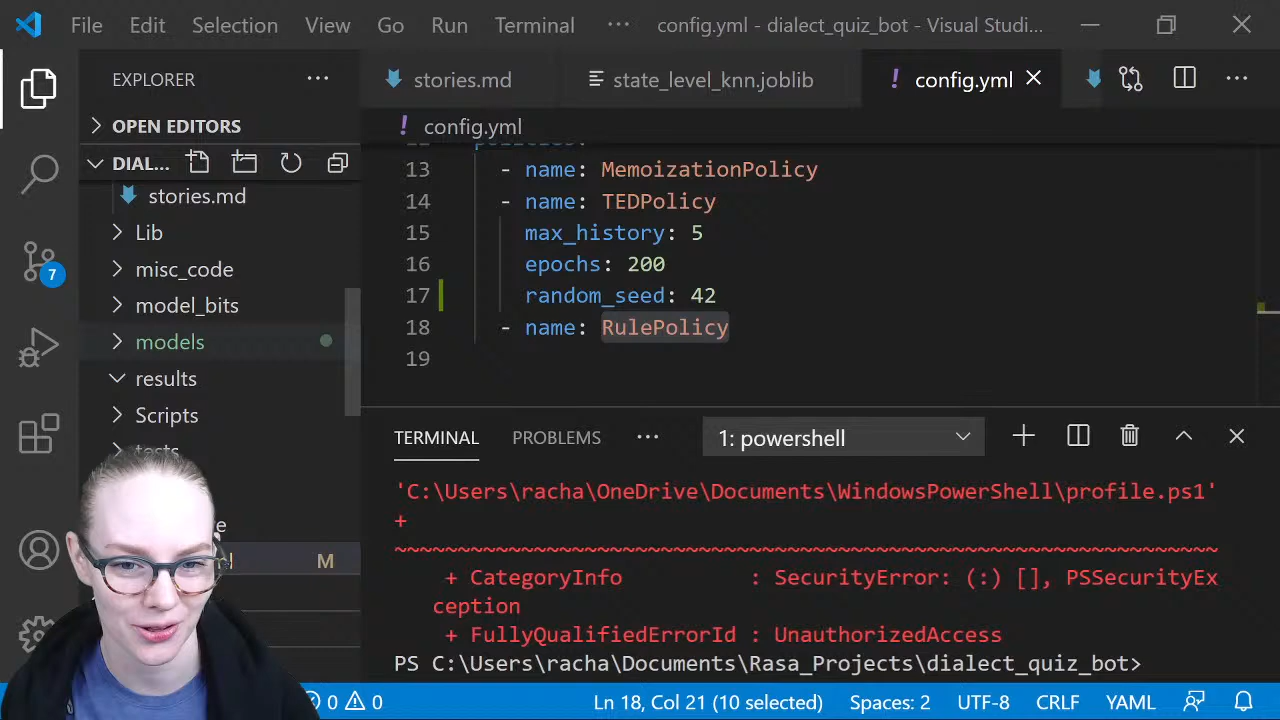 File Edit Selection View Go Run Terminal ··· config.yml - dialect_quiz_bot - Visual Studi...
EXPLORER ···
stories.md
state_level_knn.joblib
! config.yml
OPEN EDITORS
DIAL...
stories.md
Lib
misc_code
model_bits
models
results
Scripts
tests
M
7
! config.yml
policies:
13 - name: MemoizationPolicy
14 - name: TEDPolicy
15 max_history: 5
16 epochs: 200
17 random_seed: 42
18 - name: RulePolicy
19
TERMINAL PROBLEMS ··· 1: powershell
'C:\Users\racha\OneDrive\Documents\WindowsPowerShell\profile.ps1'
+
~~~~~~~~~~~~~~~~~~~~~~~~~~~~~~~~~~~~~~~~~~~~~~~~~~~~~~~~~~~~~~~~~
+ CategoryInfo : SecurityError: (:) [], PSSecurityEx
ception
+ FullyQualifiedErrorId : UnauthorizedAccess
PS C:\Users\racha\Documents\Rasa_Projects\dialect_quiz_bot>
0 0 Ln 18, Col 21 (10 selected) Spaces: 2 UTF-8 CRLF YAML